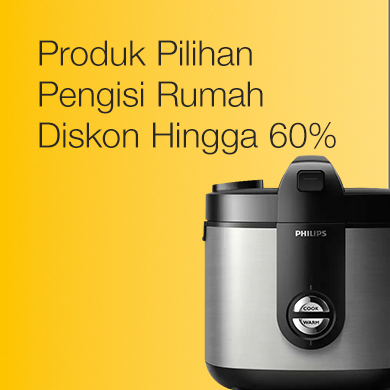 Produk Pilihan
Pengisi Rumah
Diskon Hingga 60%
PHILIPS
COOK
WARM